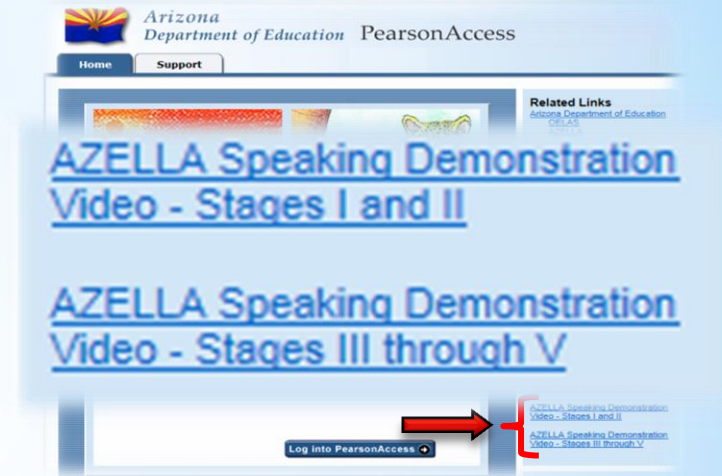 Arizona
Department of Education PearsonAccess
Home Support
Related Links
Arizona Department of Education
OELAS
AZELLA
AZELLA Speaking Demonstration
Video - Stages I and II
AZELLA Speaking Demonstration
Video - Stages III through V
AZELLA Speaking Demonstration
Video - Stages I and II
AZELLA Speaking Demonstration
Video - Stages III through V
Log into PearsonAccess